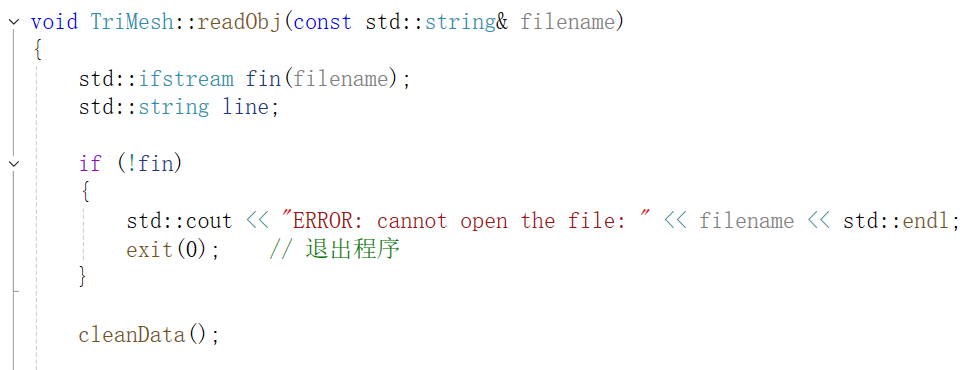 void TriMesh::readObj(const std::string& filename)
{
    std::ifstream fin(filename);
    std::string line;

    if (!fin)
    {
        std::cout << "ERROR: cannot open the file: " << filename << std::endl;
        exit(0);    // 退出程序
    }

    cleanData();